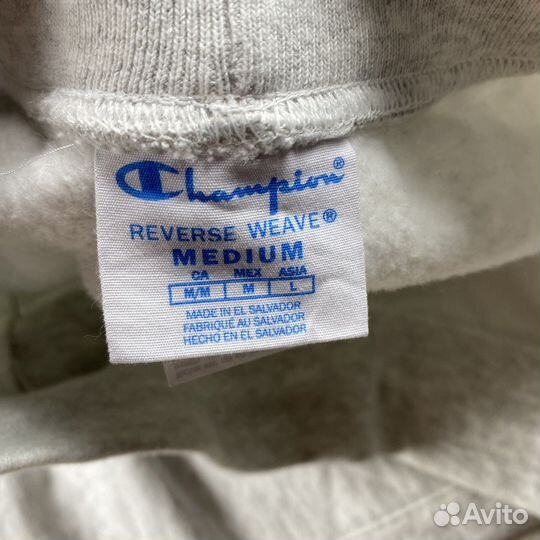 Champion®
REVERSE WEAVE®
MEDIUM
CA MEX ASIA
M/M M L
MADE IN EL SALVADOR
FABRIQUÉ AU SALVADOR
HECHO EN EL SALVADOR
Avito